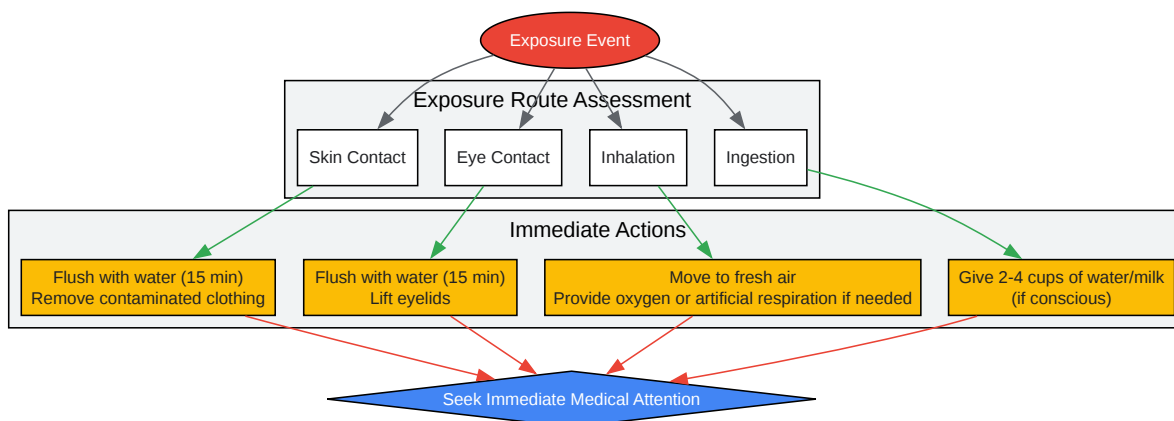 Exposure Event
Exposure Route Assessment
Skin Contact
Eye Contact
Inhalation
Ingestion
Immediate Actions
Flush with water (15 min)
Remove contaminated clothing
Flush with water (15 min)
Lift eyelids
Move to fresh air
Provide oxygen or artificial respiration if needed
Give 2-4 cups of water/milk
(if conscious)
Seek Immediate Medical Attention